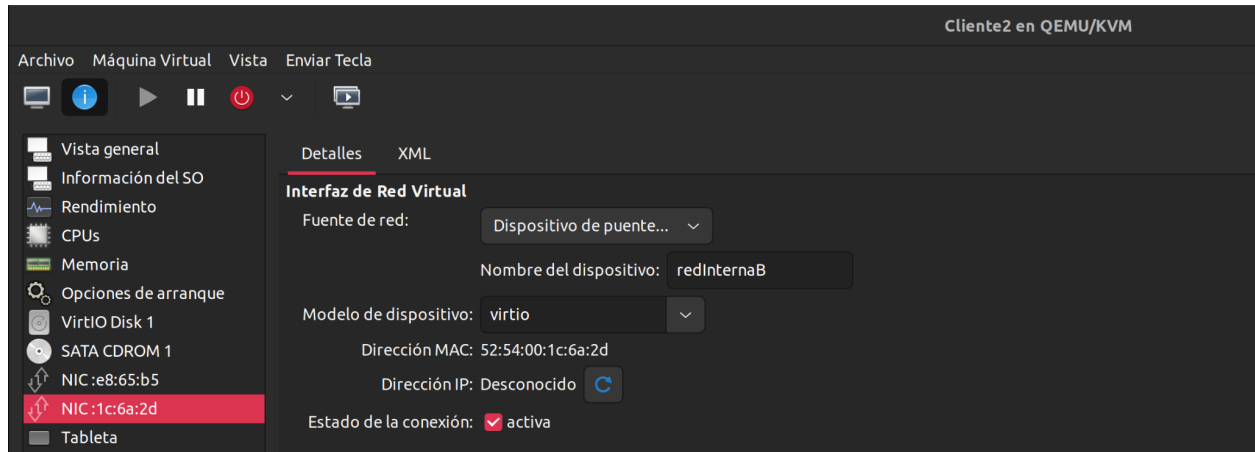 Cliente2 en QEMU/KVM
Archivo Máquina Virtual Vista Enviar Tecla
Vista general
Información del SO
Rendimiento
CPUs
Memoria
Opciones de arranque
VirtIO Disk 1
SATA CDROM 1
NIC :e8:65:b5
NIC :1c:6a:2d
Tableta
Detalles XML
Interfaz de Red Virtual
Fuente de red: Dispositivo de puente...
Nombre del dispositivo: redInternaB
Modelo de dispositivo: virtio
Dirección MAC: 52:54:00:1c:6a:2d
Dirección IP: Desconocido
Estado de la conexión: activa